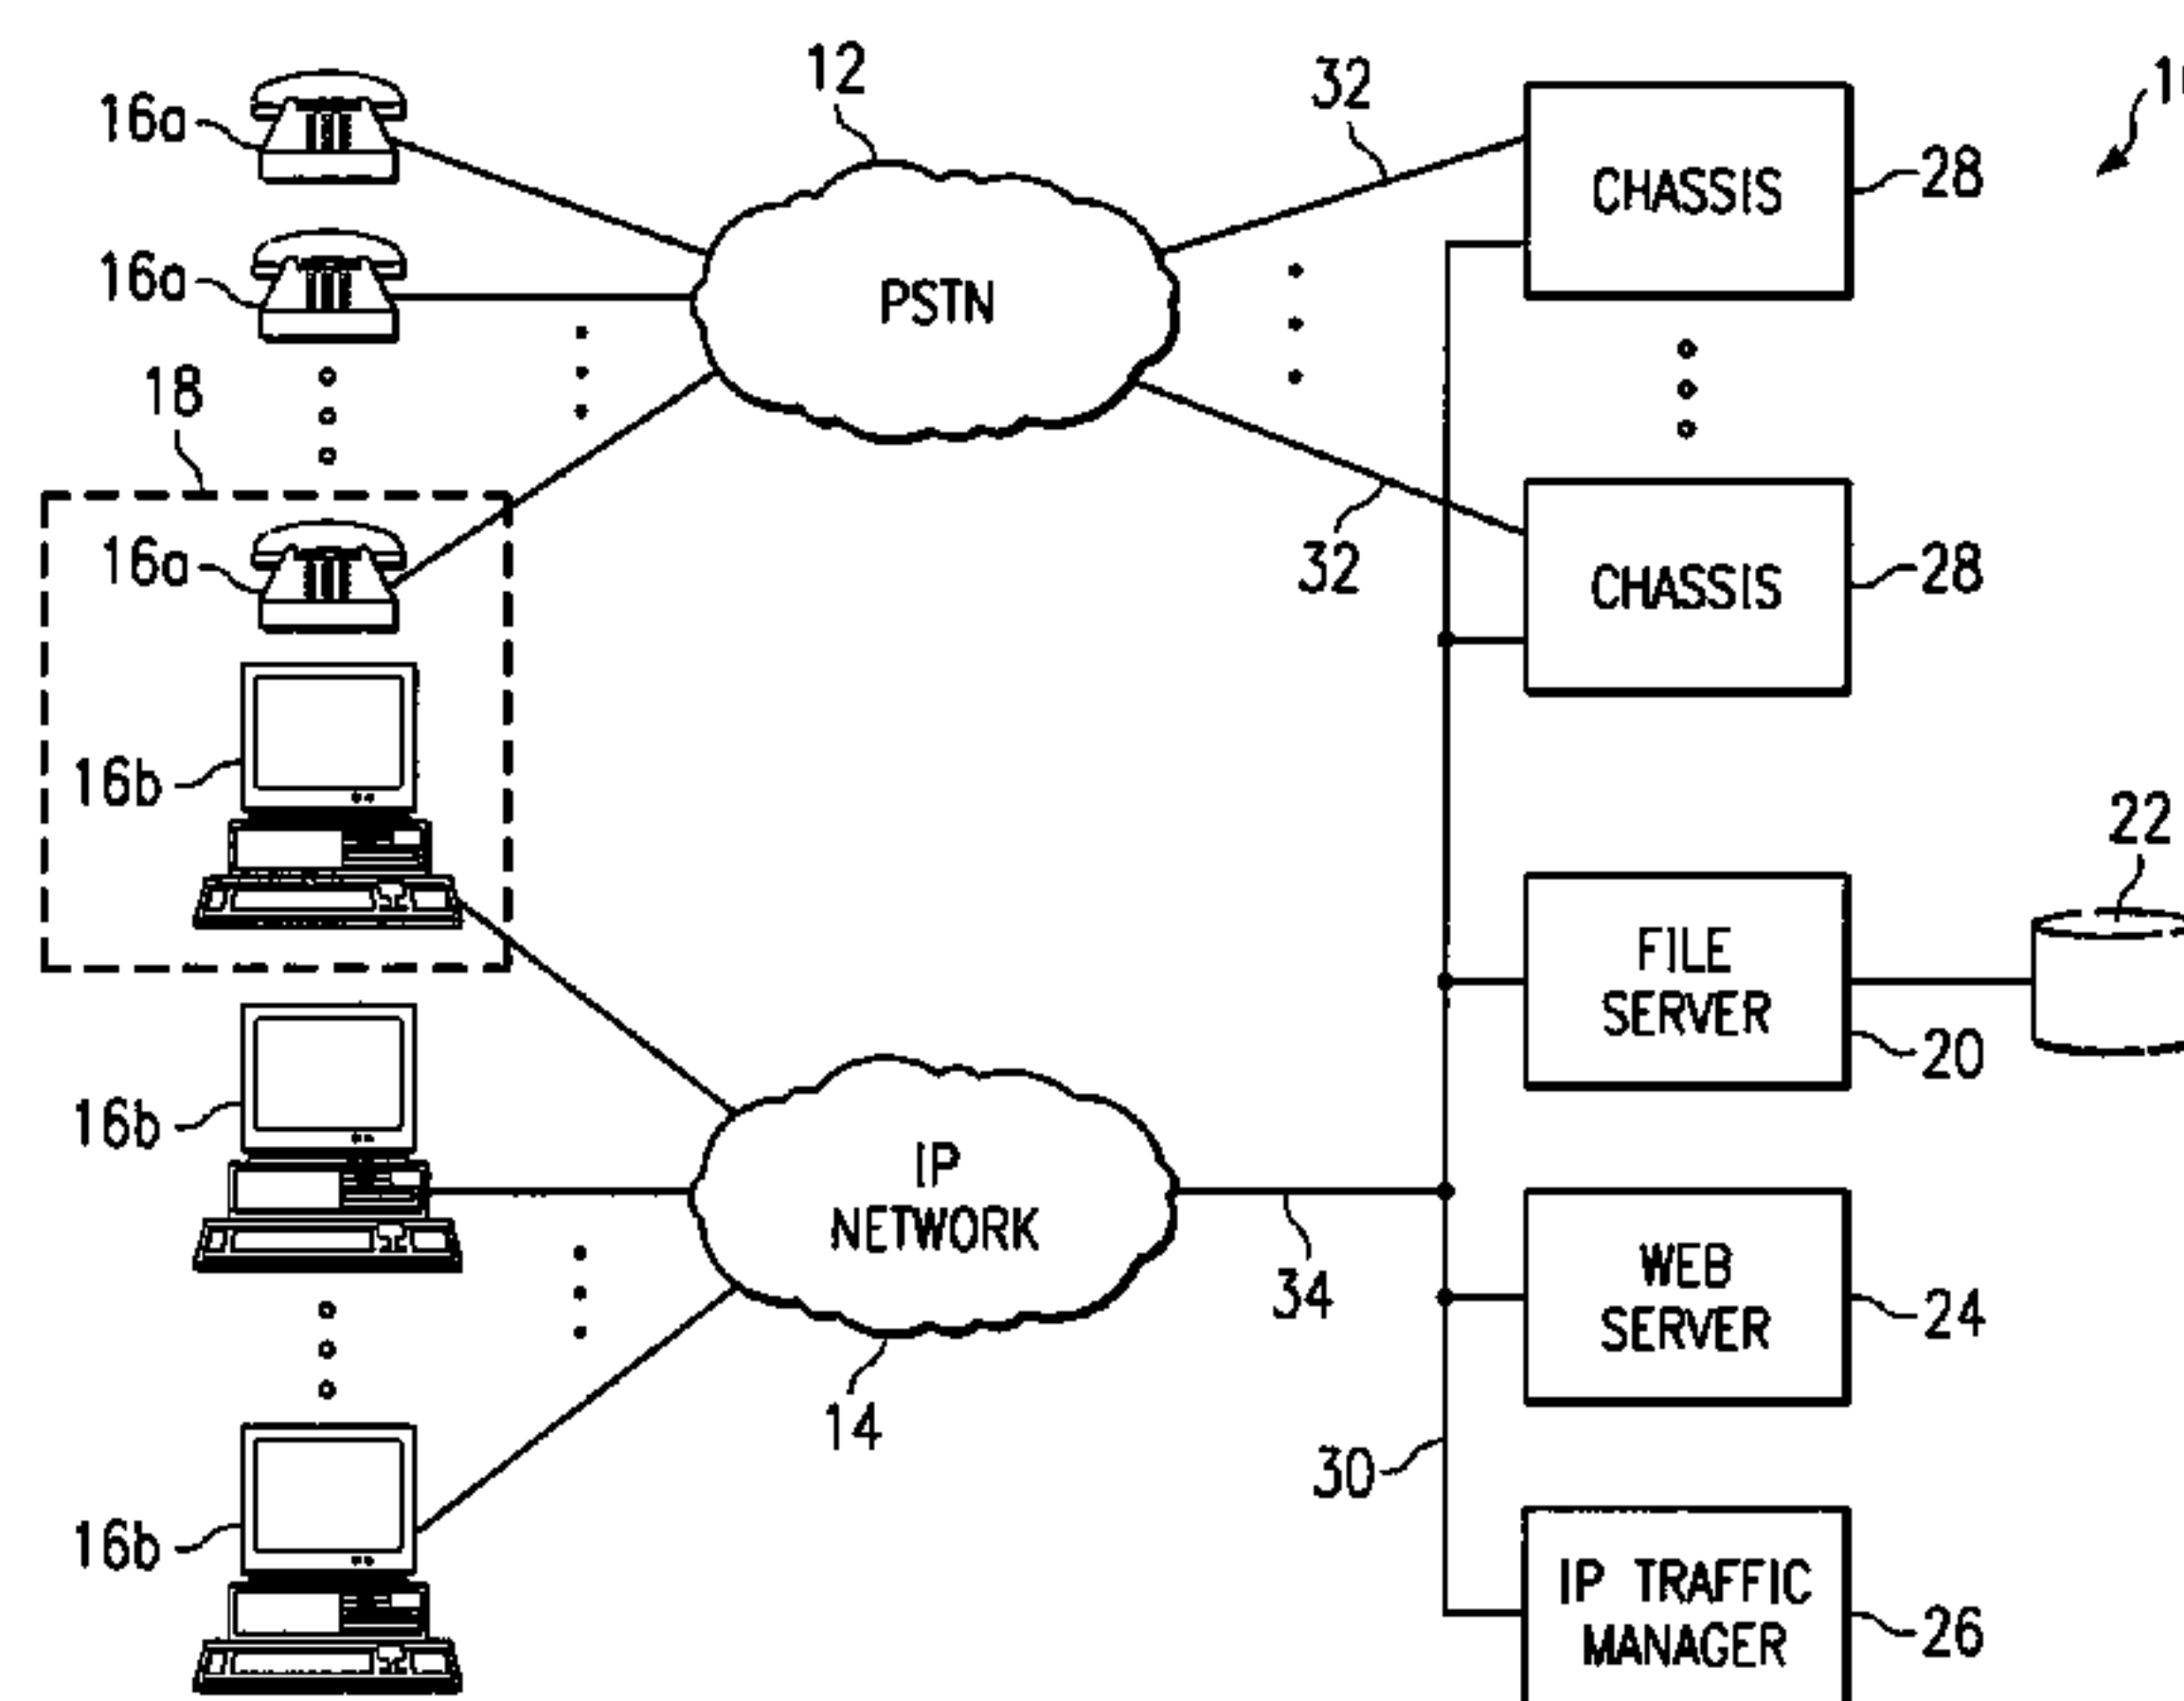 12
32
1
16a
CHASSIS
28
16a
PSTN
18
16a
32
CHASSIS
28
16b
22
FILE
SERVER
20
16b
IP
NETWORK
34
WEB
SERVER
24
14
30
16b
IP TRAFFIC
MANAGER
26